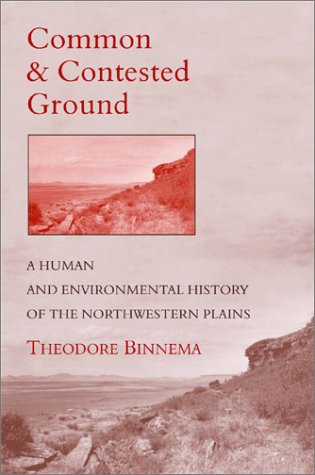 Common
& Contested
Ground
A HUMAN
AND ENVIRONMENTAL HISTORY
OF THE NORTHWESTERN PLAINS
THEODORE BINNEMA